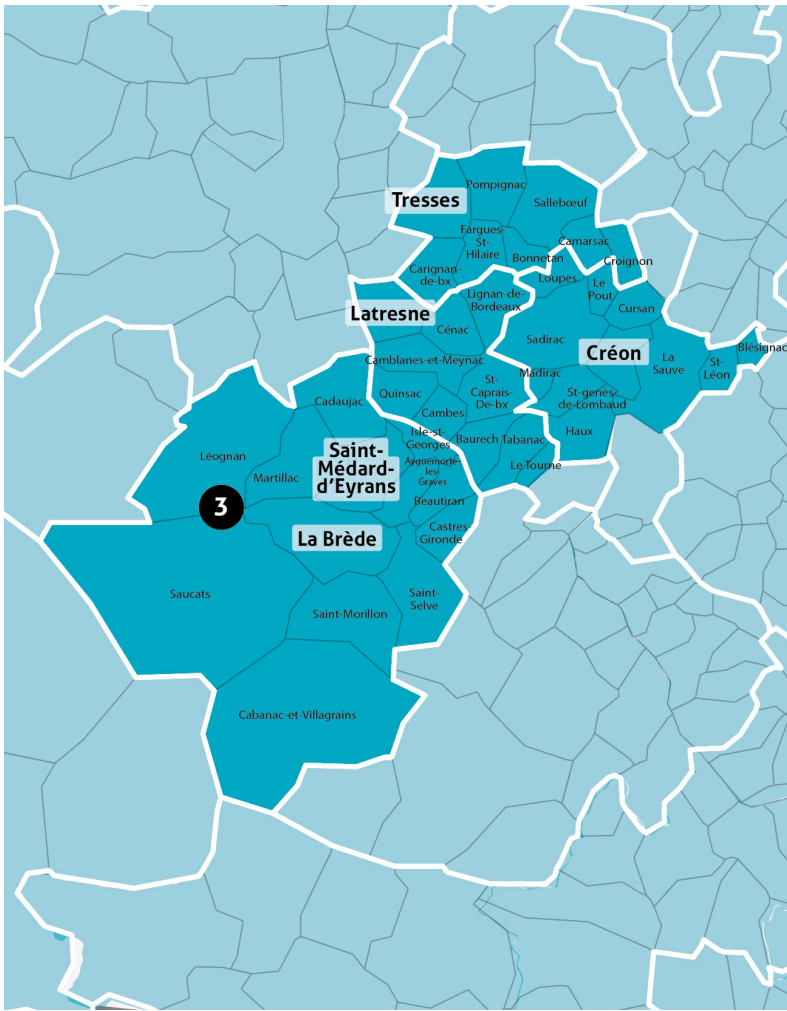 Pompignac
Tresses
Sallebœuf
Fargues-
St-
Hilaire
Camarsac
Bonnetan
Croignon
Carignan-
de-bx
Loupes
Le
Pout
Lignan-de-
Bordeaux
Cursan
Latresne
Cénac
Sadirac
Créon
La
Sauve
St-
Léon
Blésignac
Camblanes-et-Meynac
Madirac
Quinsac
St-
Caprais-
De-bx
St-genès-
de-Lombaud
Cadaujac
Cambes
Isle-st-
Georges
Baurech
Tabanac
Haux
Léognan
Saint-
Médard-
d'Eyrans
Martillac
Ayguemorte-
les-
Graves
Le Tourne
3
Beautiran
La Brède
Castres-
Gironde
Saucats
Saint-
Selve
Saint-Morillon
Cabanac-et-Villagrains